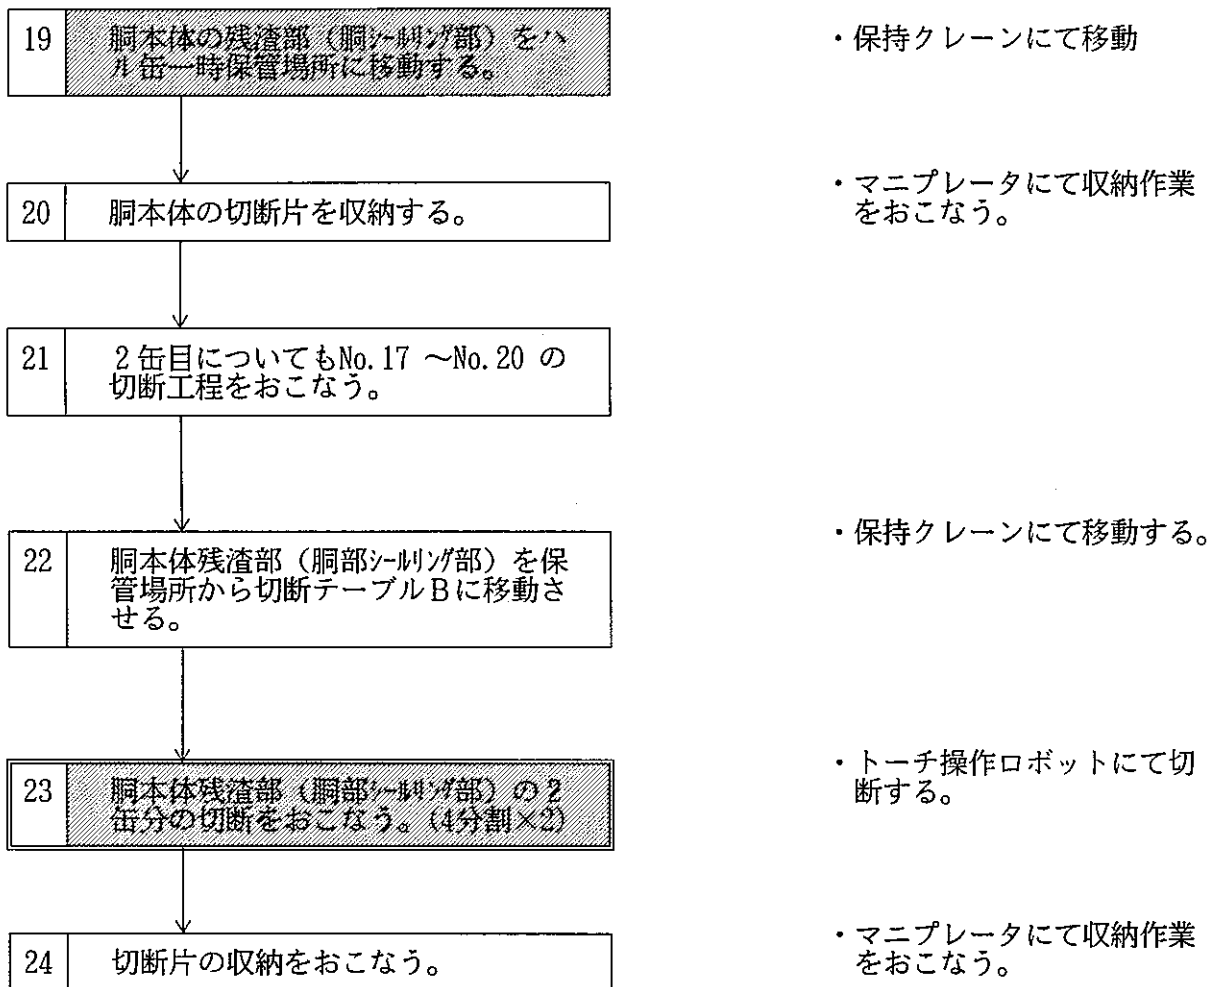 19 胴本体の残渣部（胴ｼｰﾙﾘﾝｸﾞ部）をハ
ル缶一時保管場所に移動する。
・保持クレーンにて移動
20 胴本体の切断片を収納する。
・マニプレータにて収納作業
をおこなう。
21 2缶目についてもNo.17 ～No.20 の
切断工程をおこなう。
22 胴本体残渣部（胴部ｼｰﾙﾘﾝｸﾞ部）を保
管場所から切断テーブルＢに移動さ
せる。
・保持クレーンにて移動する。
23 胴本体残渣部（胴部ｼｰﾙﾘﾝｸﾞ部）の2
缶分の切断をおこなう。(4分割×2)
・トーチ操作ロボットにて切
断する。
24 切断片の収納をおこなう。
・マニプレータにて収納作業
をおこなう。